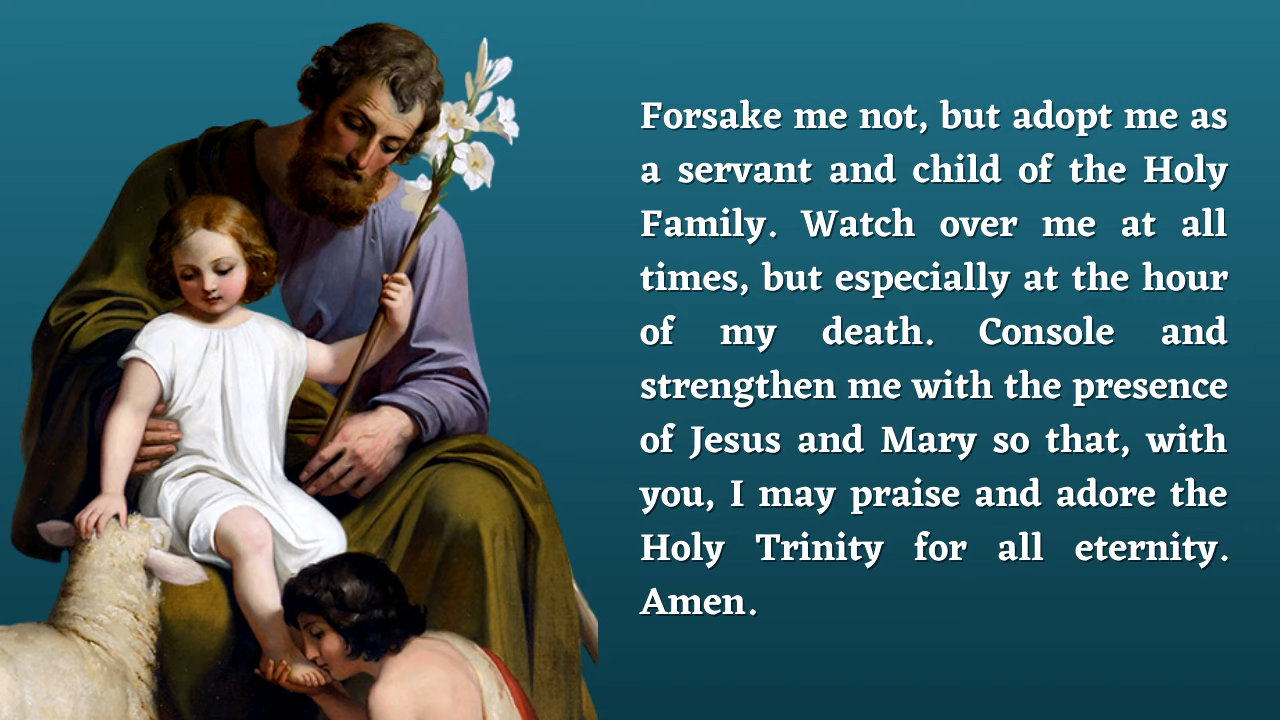 Forsake me not, but adopt me as
a servant and child of the Holy
Family. Watch over me at all
times, but especially at the hour
of my death. Console and
strengthen me with the presence
of Jesus and Mary so that, with
you, I may praise and adore the
Holy Trinity for all eternity.
Amen.